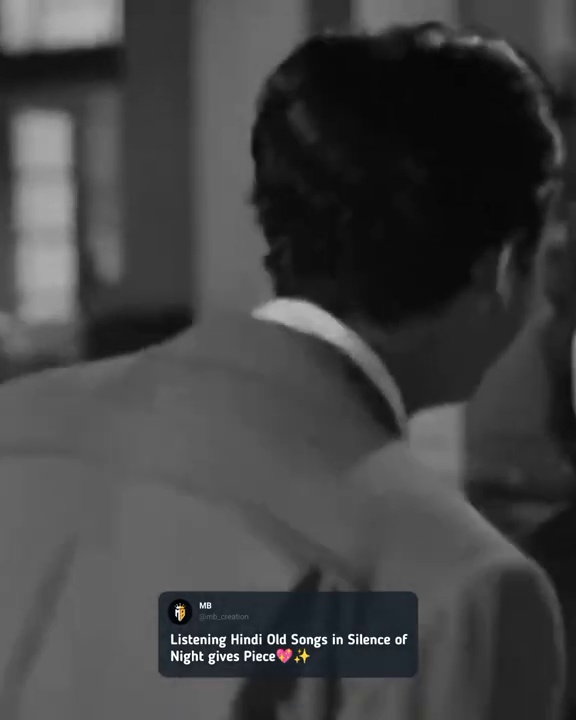 MB
@mb_creation
Listening Hindi Old Songs in Silence of
Night gives Piece💖✨